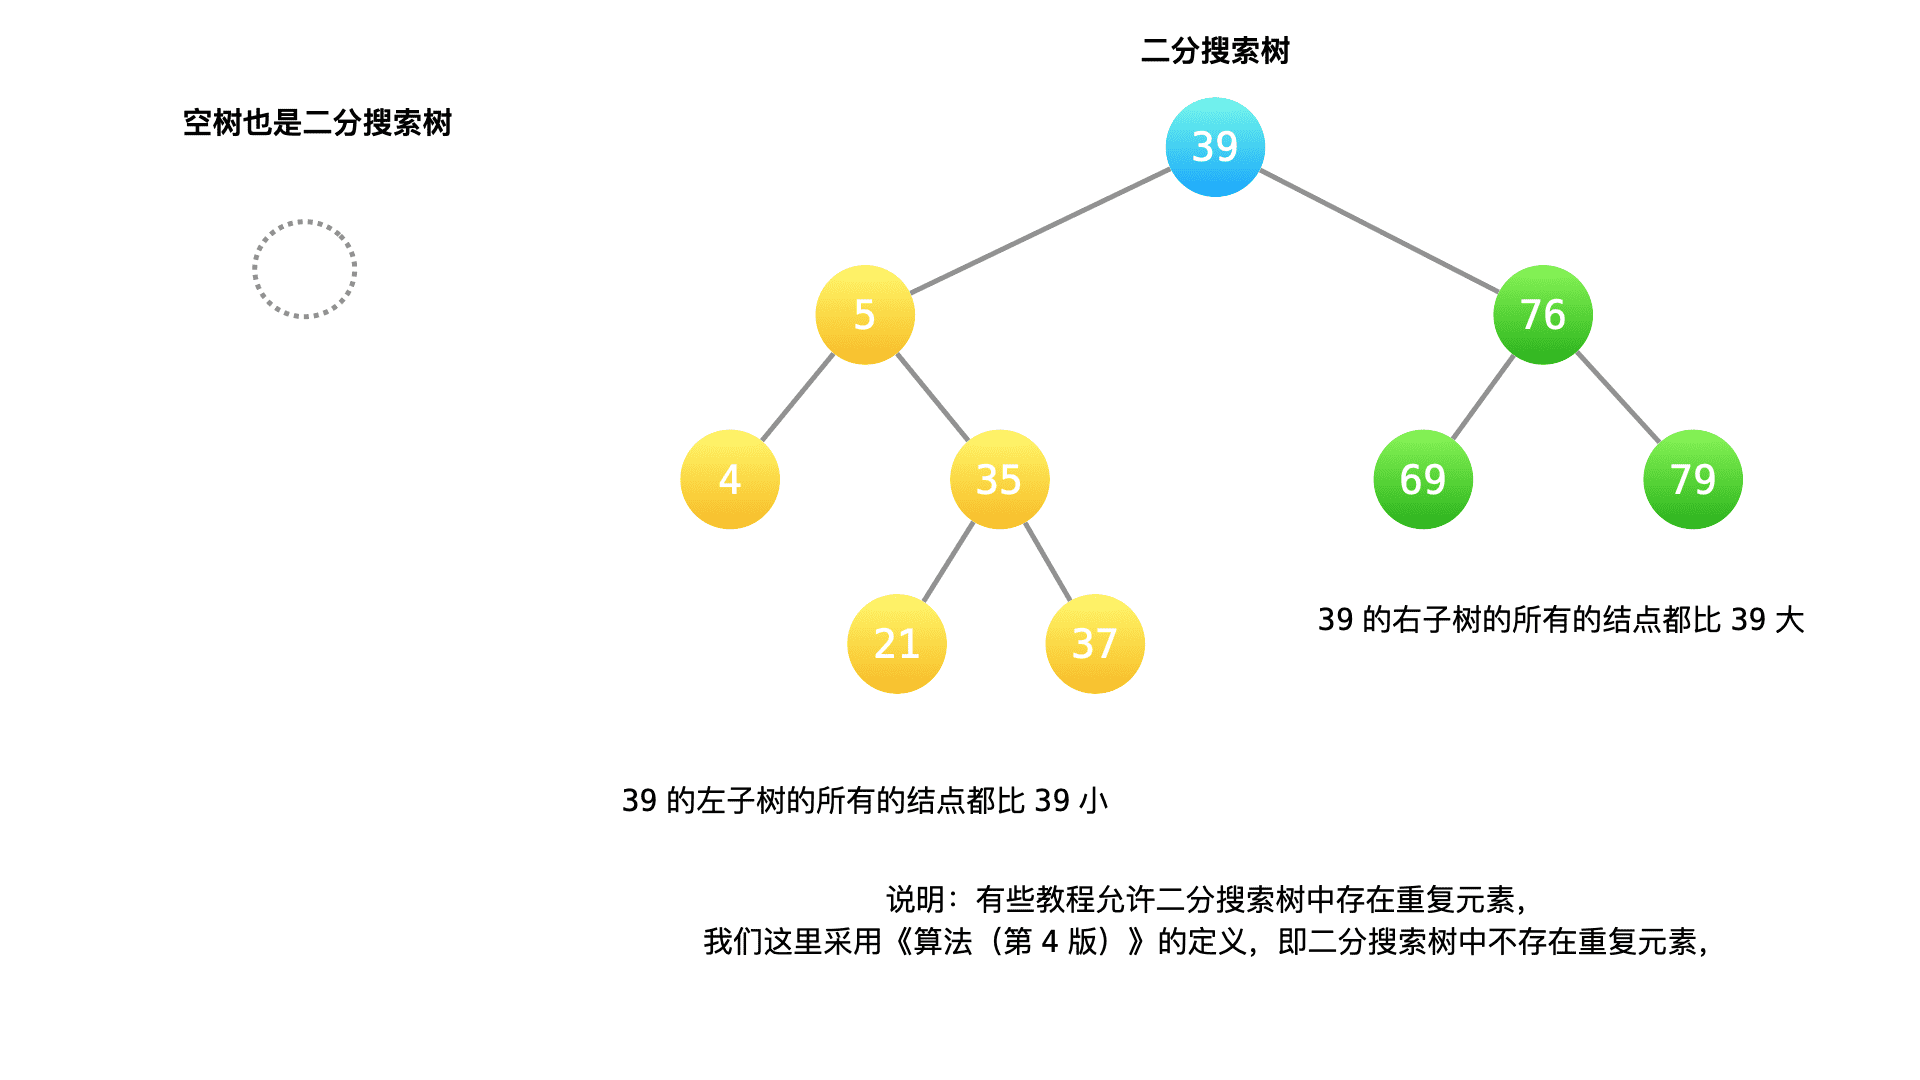 二分搜索树
空树也是二分搜索树
39
5
76
4
35
69
79
21
37
39 的右子树的所有的结点都比 39 大
39 的左子树的所有的结点都比 39 小
说明：有些教程允许二分搜索树中存在重复元素，
我们这里采用《算法（第 4 版）》的定义，即二分搜索树中不存在重复元素，